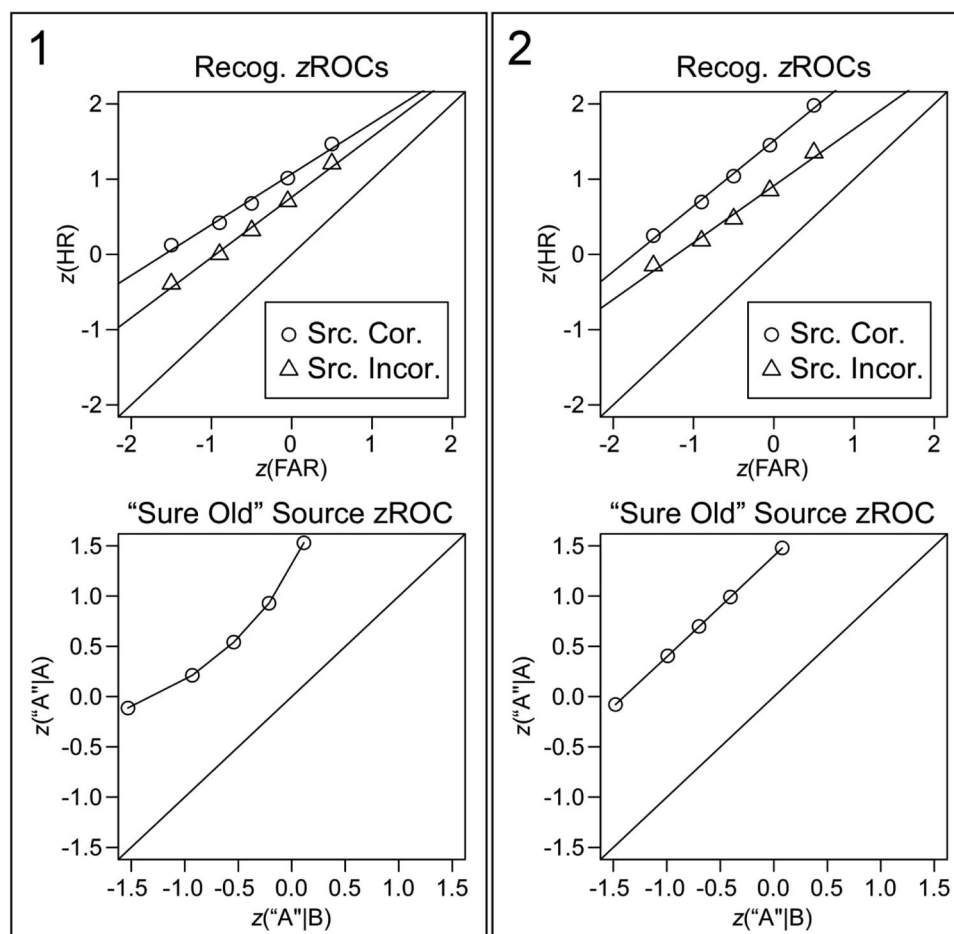 1
Recog. zROCs
2
1
0
-1
-2
z(HR)
Src. Cor.
Src. Incor.
-2 -1 0 1 2
z(FAR)
“Sure Old” Source zROC
1.5
1.0
0.5
0.0
-0.5
-1.0
-1.5
z(“A"|A)
-1.5 -1.0 -0.5 0.0 0.5 1.0 1.5
z(“A"|B)
2
Recog. zROCs
2
1
0
-1
-2
z(HR)
Src. Cor.
Src. Incor.
-2 -1 0 1 2
z(FAR)
“Sure Old” Source zROC
1.5
1.0
0.5
0.0
-0.5
-1.0
-1.5
z(“A"|A)
-1.5 -1.0 -0.5 0.0 0.5 1.0 1.5
z(“A"|B)